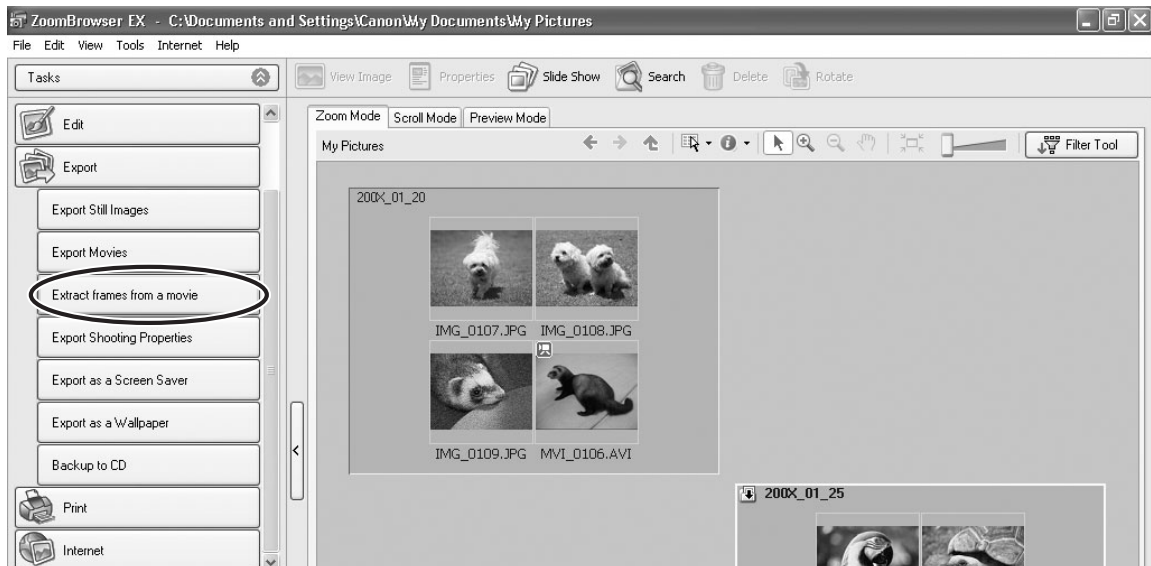 ZoomBrowser EX - C:\Documents and Settings\Canon\My Documents\My Pictures
File Edit View Tools Internet Help
Tasks
View Image Properties Slide Show Search Delete Rotate
Edit
Export
Export Still Images
Export Movies
Extract frames from a movie
Export Shooting Properties
Export as a Screen Saver
Export as a Wallpaper
Backup to CD
Print
Internet
Zoom Mode Scroll Mode Preview Mode
My Pictures
Filter Tool
200X_01_20
IMG_0107.JPG IMG_0108.JPG
IMG_0109.JPG MVI_0106.AVI
200X_01_25